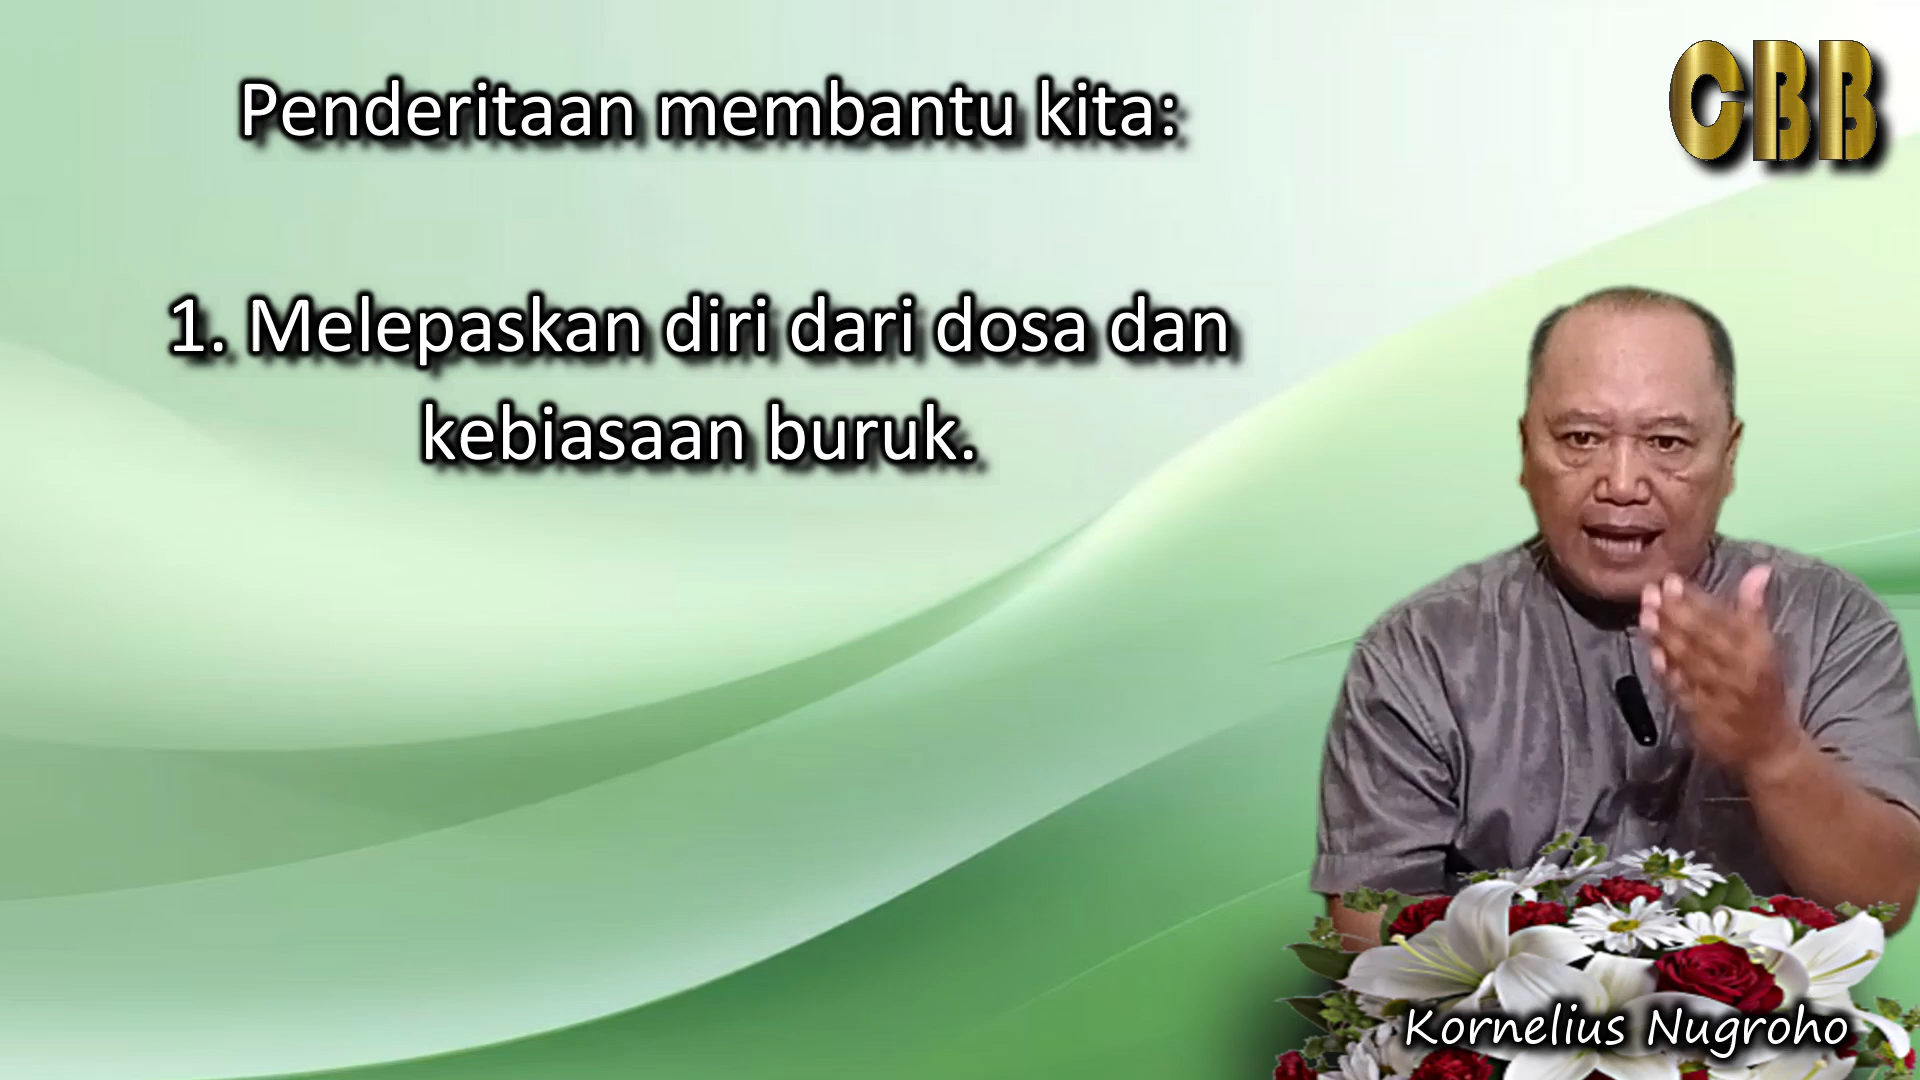 Penderitaan membantu kita:
CBB
1. Melepaskan diri dari dosa dan
kebiasaan buruk.
Kornelius Nugroho